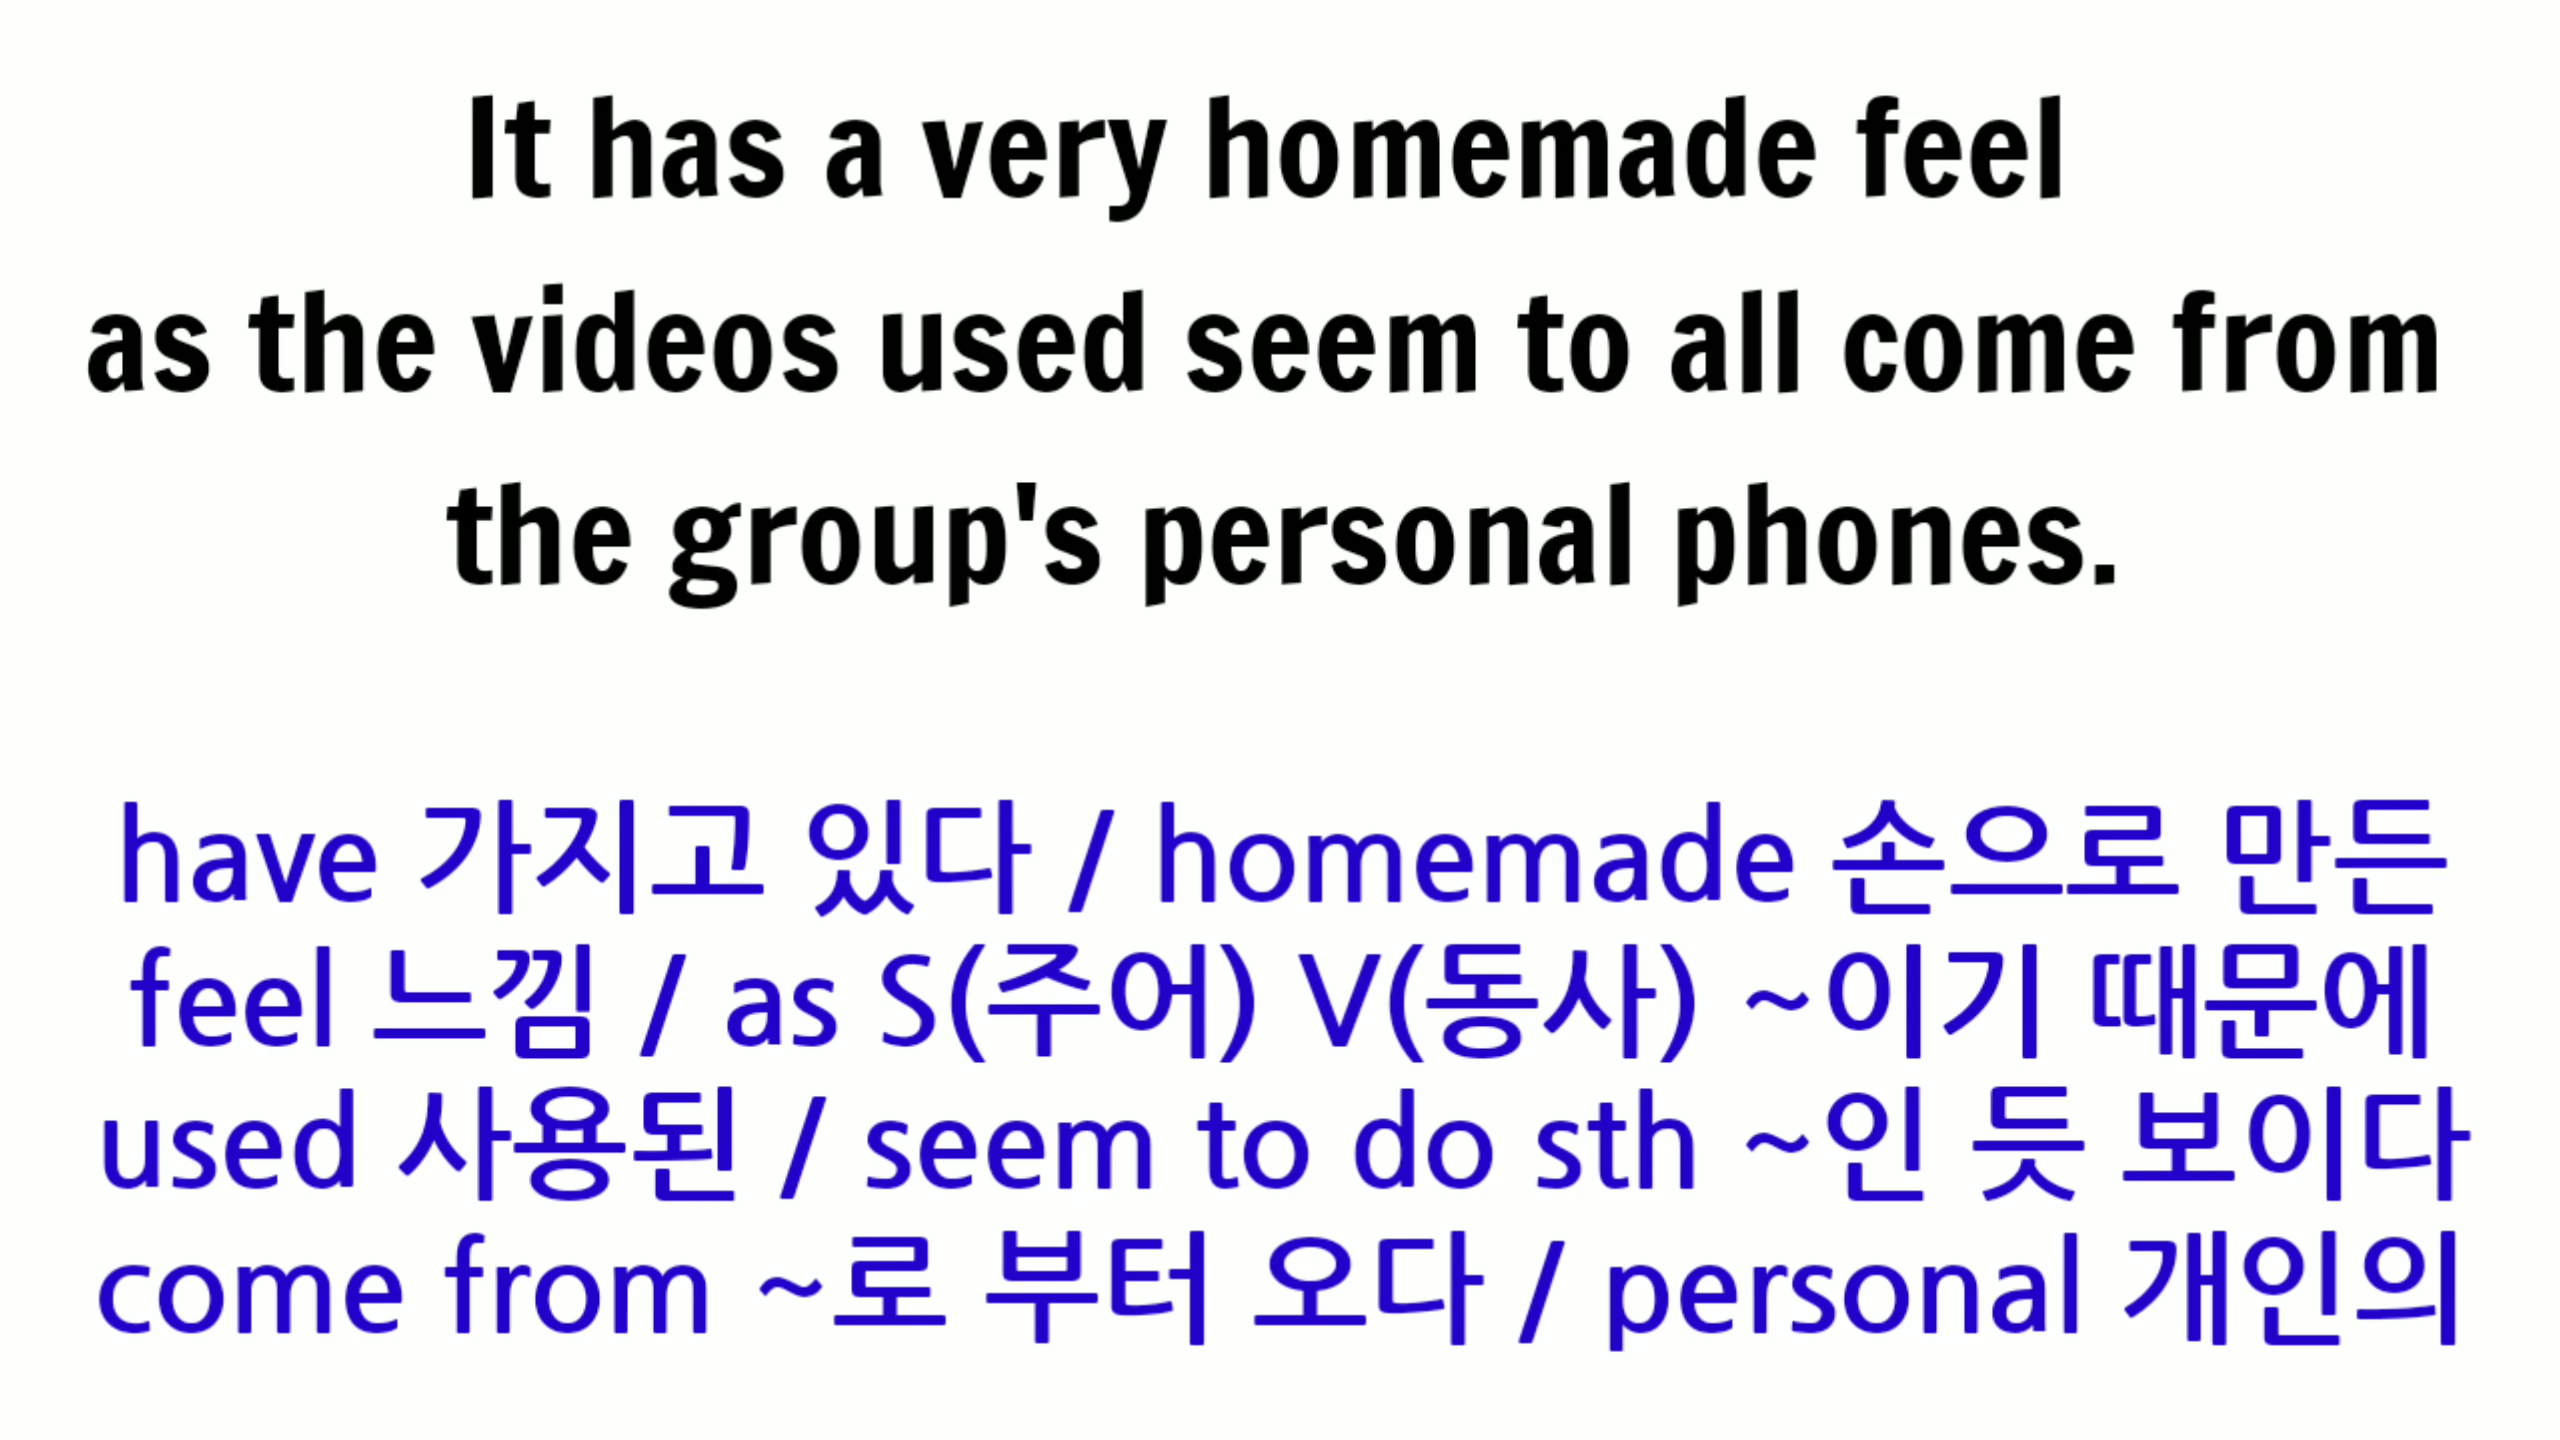 It has a very homemade feel
as the videos used seem to all come from
the group's personal phones.
have 가지고 있다 / homemade 손으로 만든
feel 느낌 / as S(주어) V(동사) ~이기 때문에
used 사용된 / seem to do sth ~인 듯 보이다
come from ~로 부터 오다 / personal 개인의